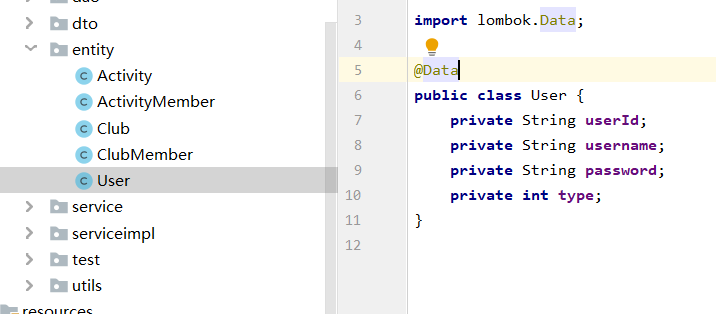 dto
entity
C Activity
C ActivityMember
C Club
C ClubMember
C User
service
serviceimpl
test
utils
resources
3 import lombok.Data;
4
5 @Data
6 public class User {
7 private String userId;
8 private String username;
9 private String password;
10 private int type;
11 }
12